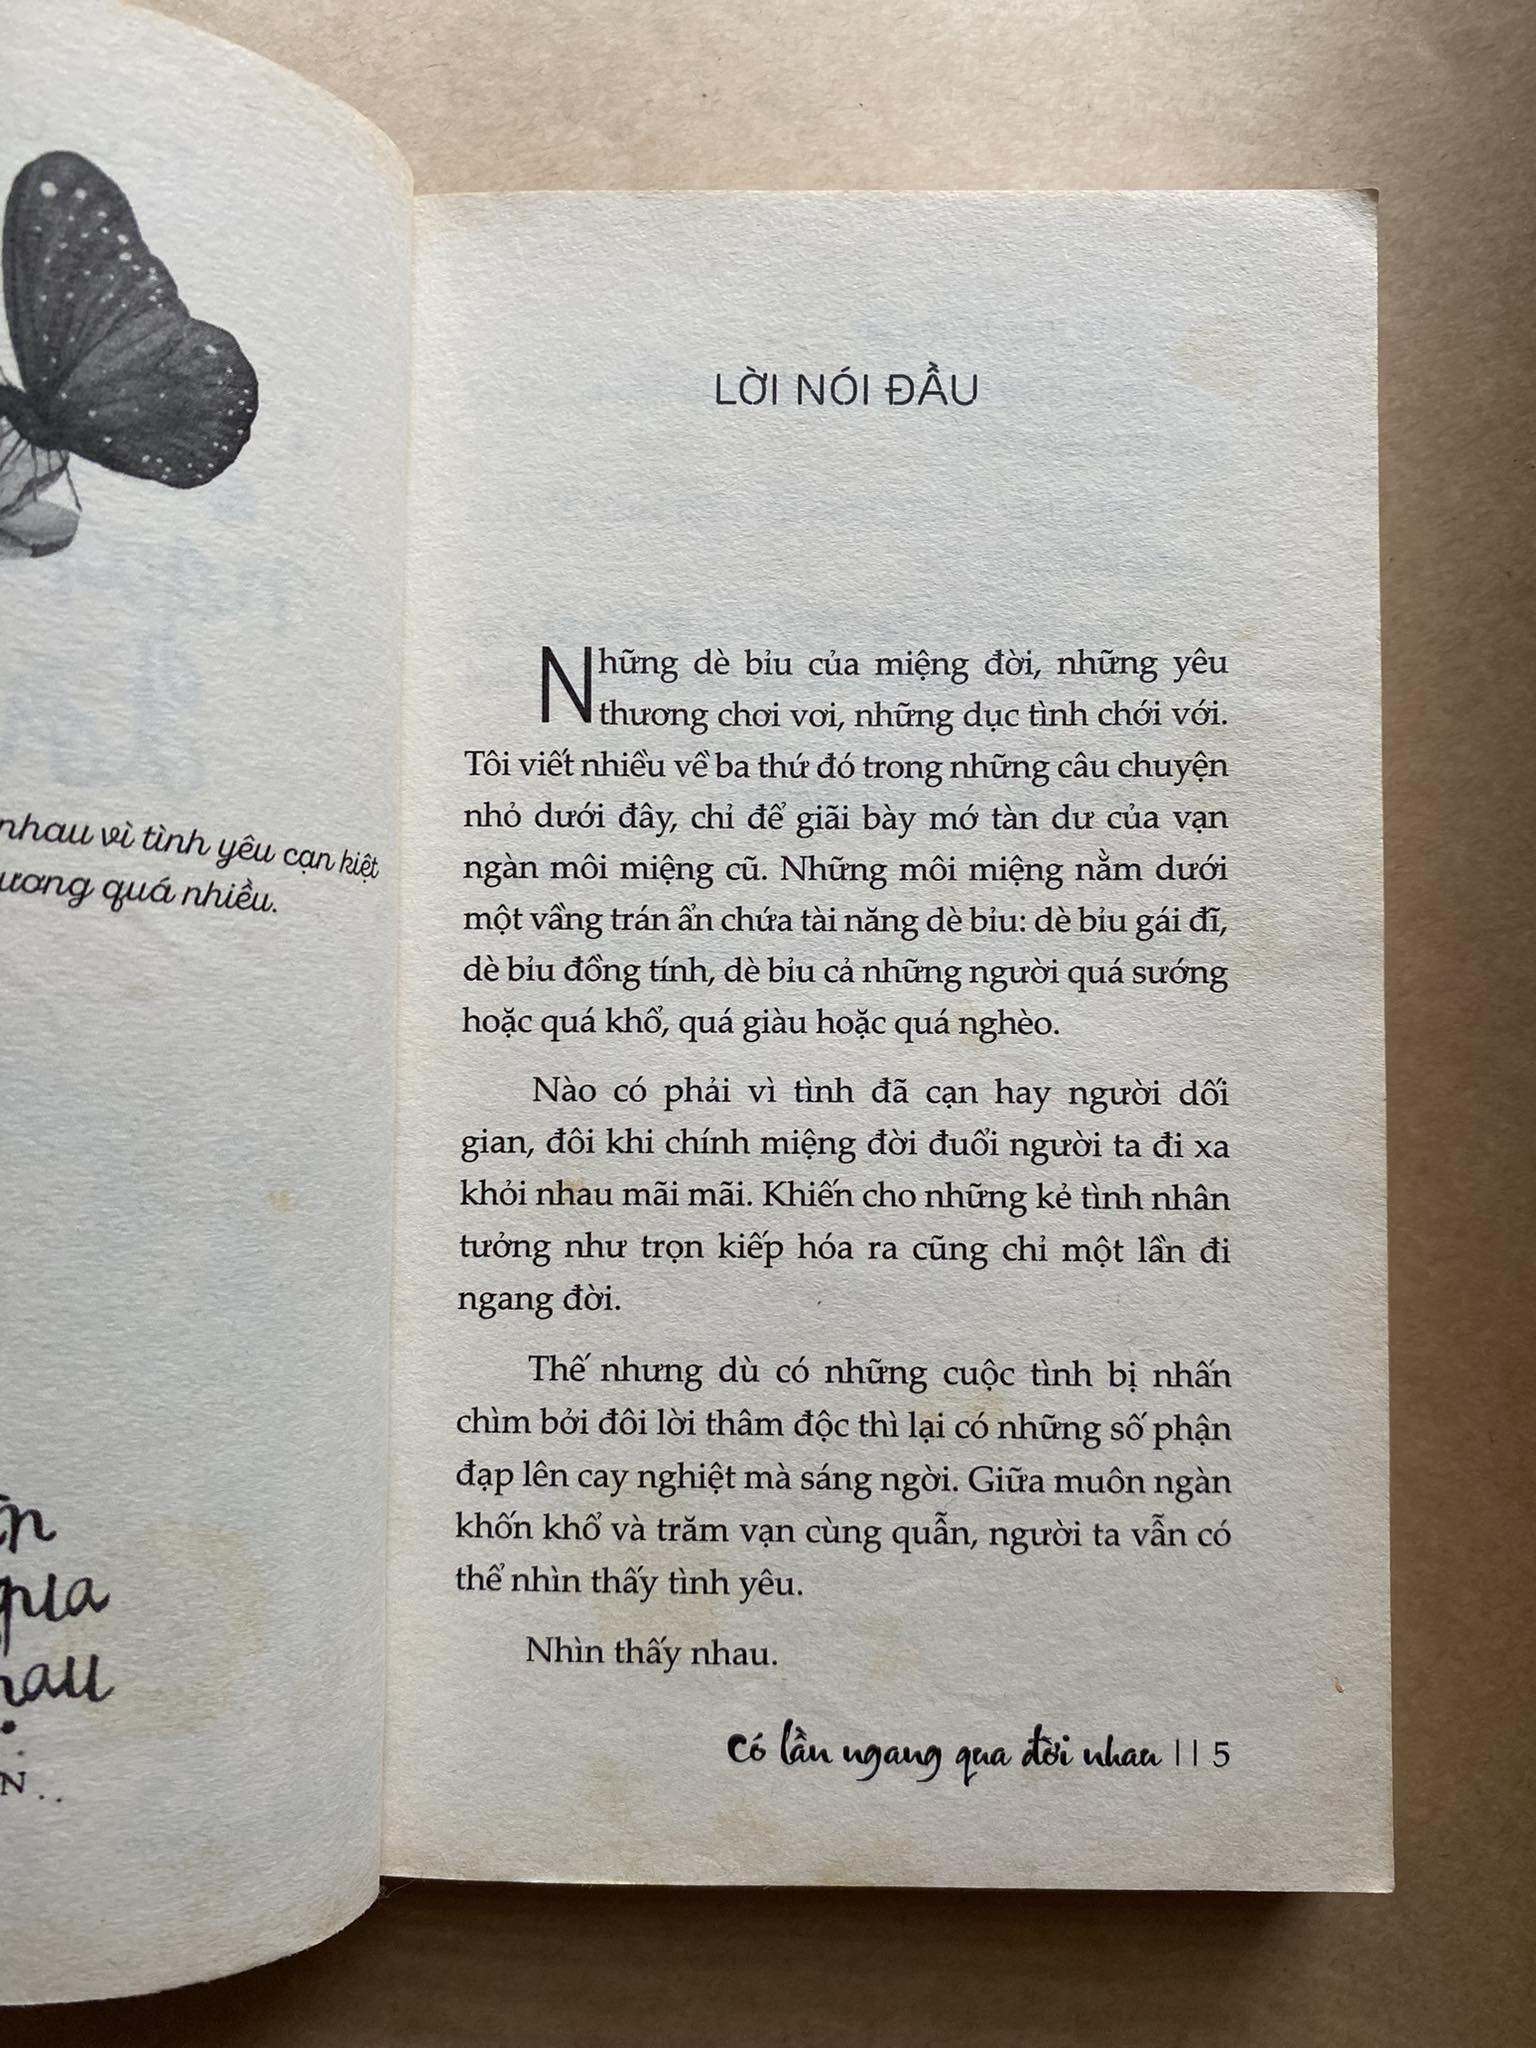 nhau vì tình yêu cạn kiệt
quá nhiều.
LỜI NÓI ĐẦU
Những dè bỉu của miệng đời, những yêu
thương chơi vơi, những dục tình chới với.
Tôi viết nhiều về ba thứ đó trong những câu chuyện
nhỏ dưới đây, chỉ để giãi bày mớ tàn dư của vạn
ngàn môi miệng cũ. Những môi miệng nằm dưới
một vầng trán ẩn chứa tài năng dè bỉu: dè bỉu gái đĩ,
dè bỉu đồng tính, dè bỉu cả những người quá sướng
hoặc quá khổ, quá giàu hoặc quá nghèo.
Nào có phải vì tình đã cạn hay người dối
gian, đôi khi chính miệng đời đuổi người ta đi xa
khỏi nhau mãi mãi. Khiến cho những kẻ tình nhân
tưởng như trọn kiếp hóa ra cũng chỉ một lần đi
ngang đời.
Thế nhưng dù có những cuộc tình bị nhấn
chìm bởi đôi lời thâm độc thì lại có những số phận
đạp lên cay nghiệt mà sáng ngời. Giữa muôn ngàn
khốn khổ và trăm vạn cùng quẫn, người ta vẫn có
thể nhìn thấy tình yêu.
Nhìn thấy nhau.
Có lần ngang qua đời nhau || 5